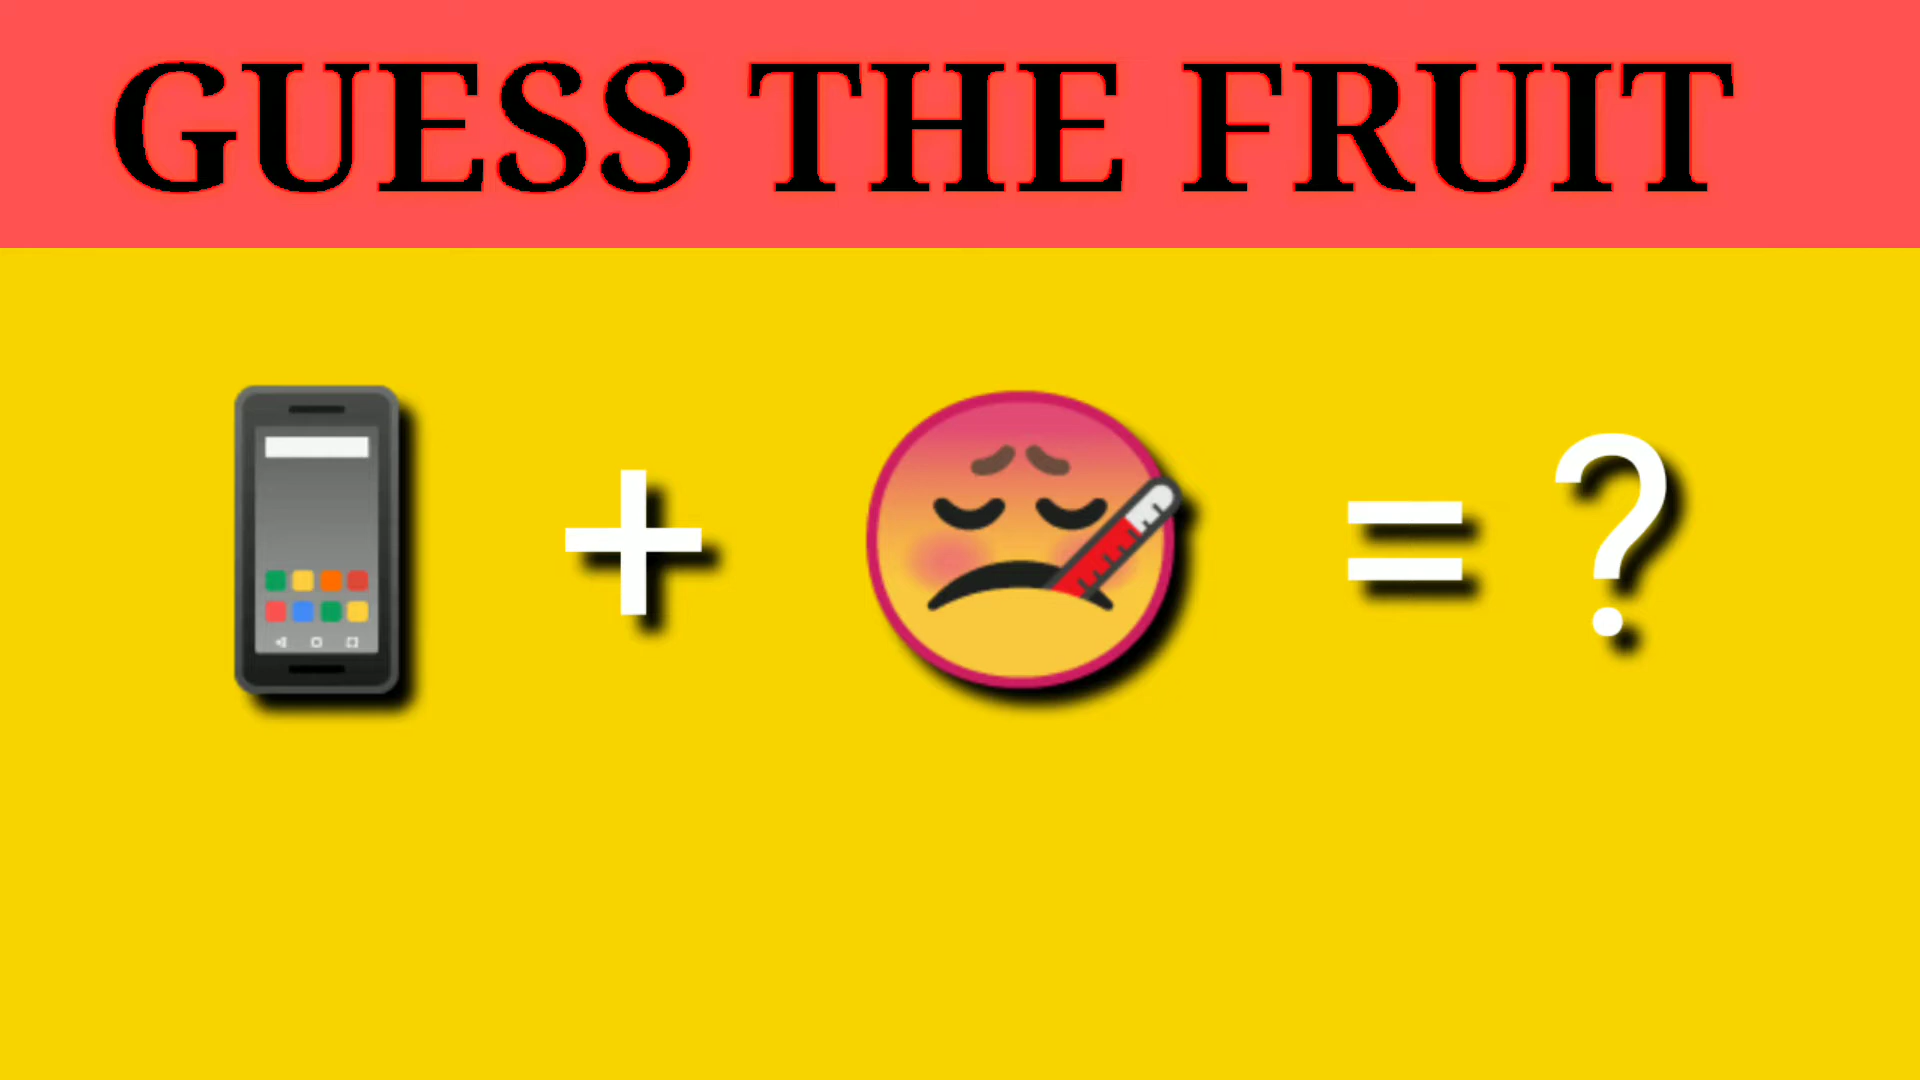 GUESS THE FRUIT
+ = ?